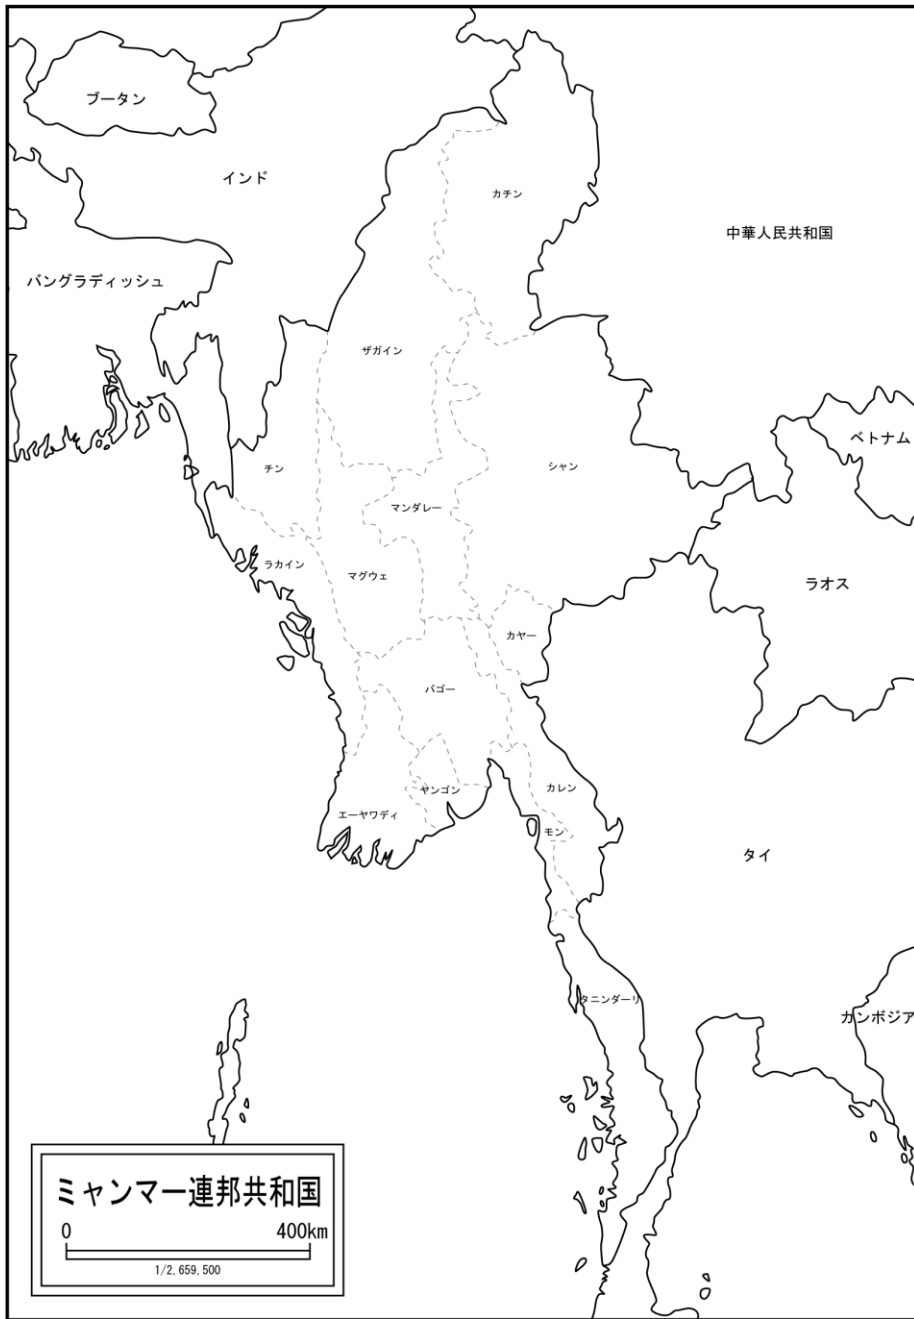 ブータン
インド
カチン
中華人民共和国
バングラディッシュ
ザガイン
ベトナム
チン
シャン
マンダレー
ラカイン
マグウェ
ラオス
カヤー
バゴー
カレン
ヤンゴン
エーヤワディ
モン
タイ
タニンダーリ
カンボジア
ミャンマー連邦共和国
0 400km
1/2,659,500